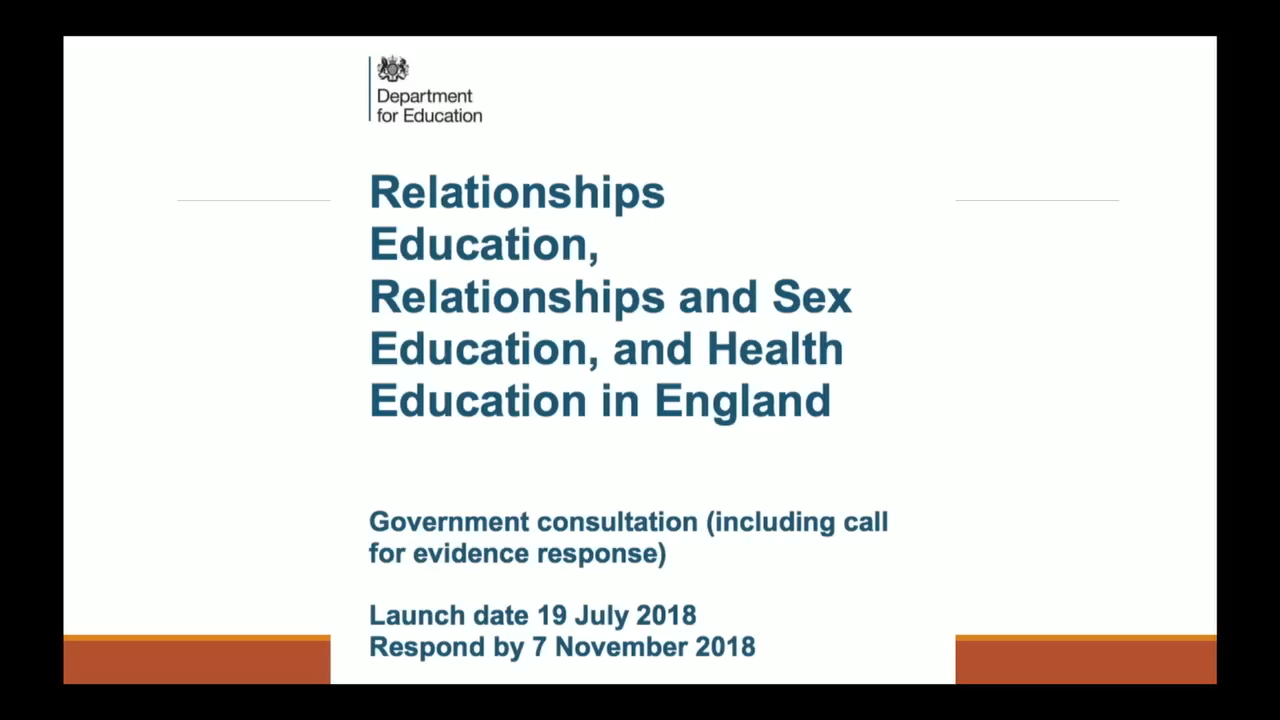 Department
for Education
Relationships
Education,
Relationships and Sex
Education, and Health
Education in England
Government consultation (including call
for evidence response)
Launch date 19 July 2018
Respond by 7 November 2018